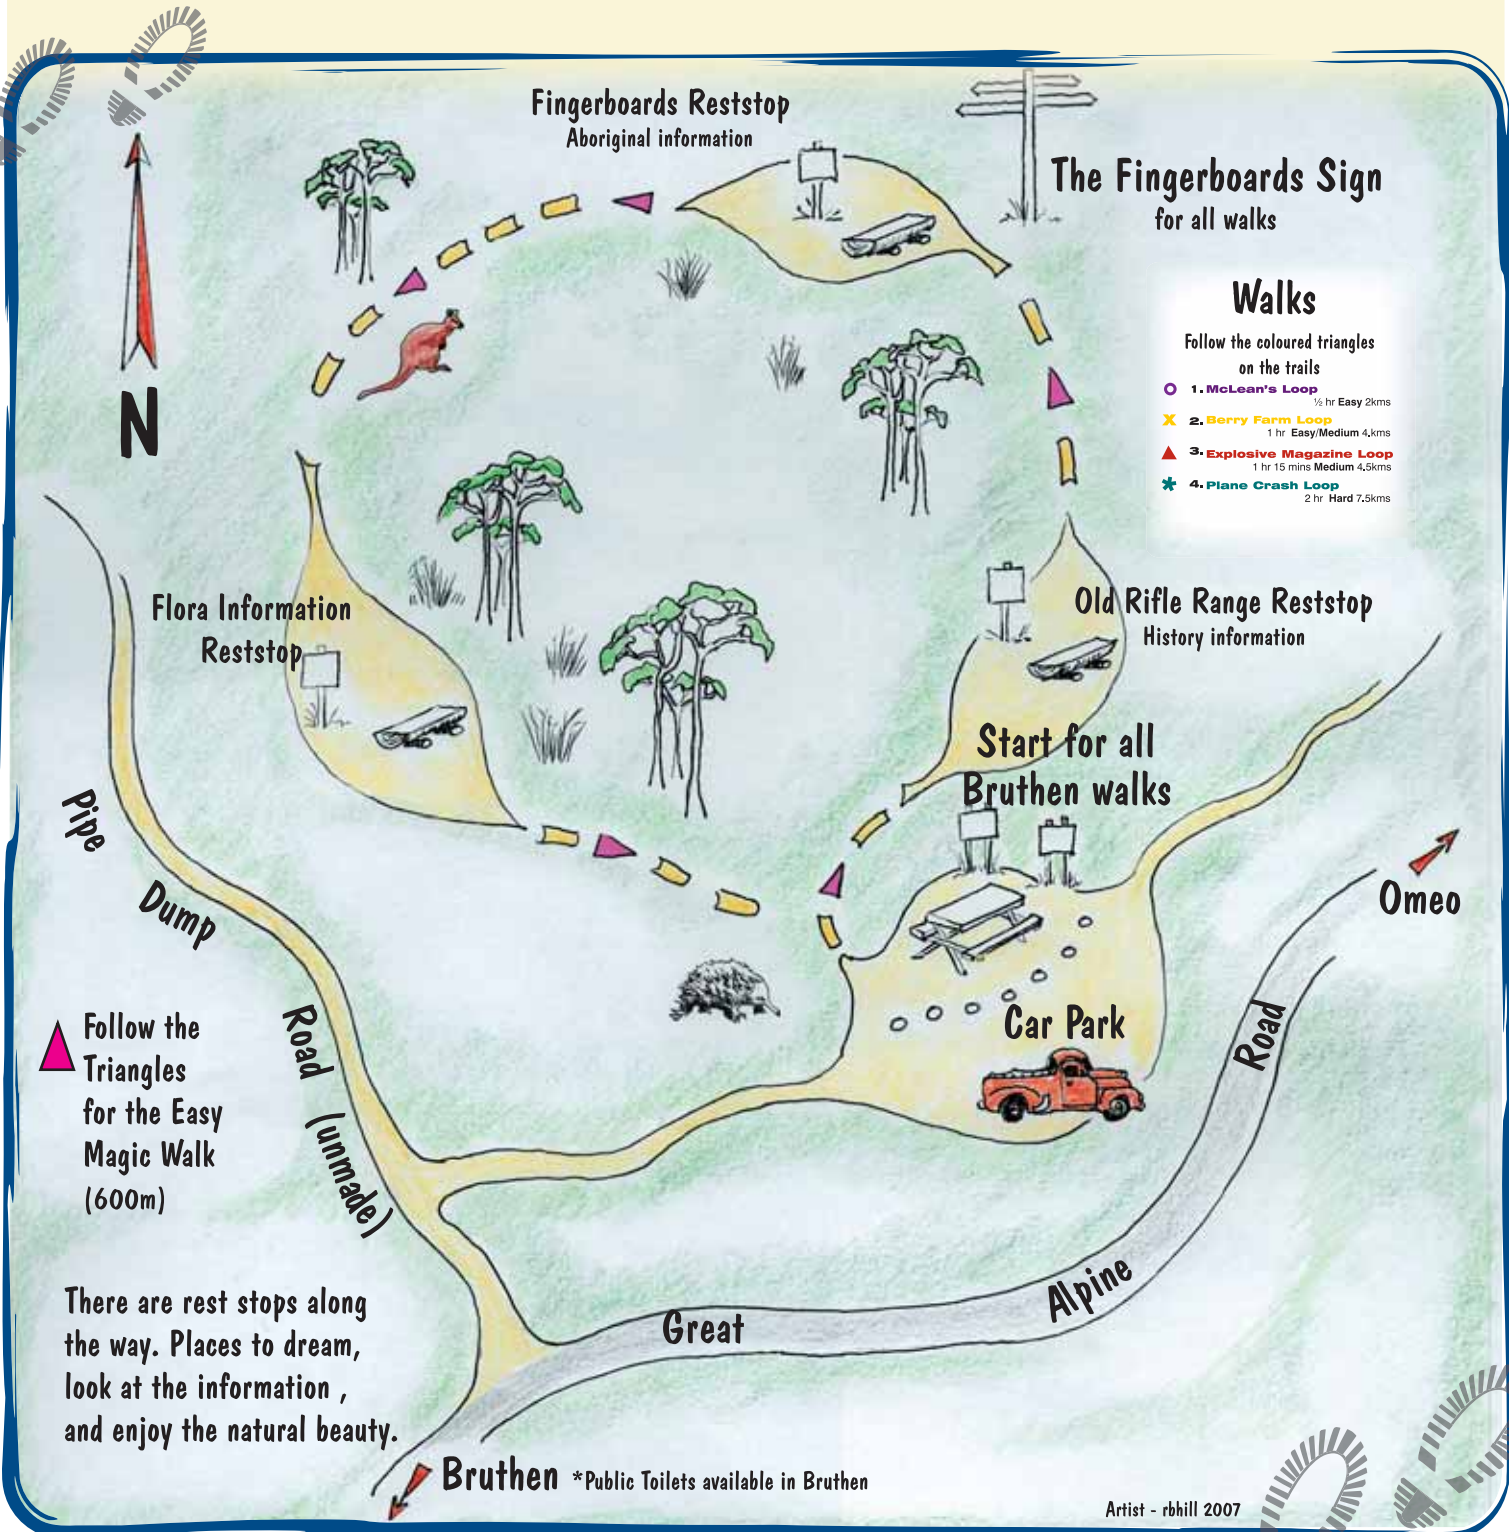 Fingerboards Reststop
Aboriginal information
The Fingerboards Sign
for all walks
Walks
Follow the coloured triangles
on the trails
1. McLean's Loop
½ hr Easy 2kms
X 2. Berry Farm Loop
1 hr Easy/Medium 4.kms
3. Explosive Magazine Loop
1 hr 15 mins Medium 4.5kms
* 4. Plane Crash Loop
2 hr Hard 7.5kms
N
Flora Information
Reststop
Old Rifle Range Reststop
History information
Start for all
Bruthen walks
Pipe
Dump
Road
(unmade)
Omeo
Car Park
Follow the
Triangles
for the Easy
Magic Walk
(600m)
Great
Alpine
Road
There are rest stops along
the way. Places to dream,
look at the information ,
and enjoy the natural beauty.
Bruthen *Public Toilets available in Bruthen
Artist - rbhill 2007